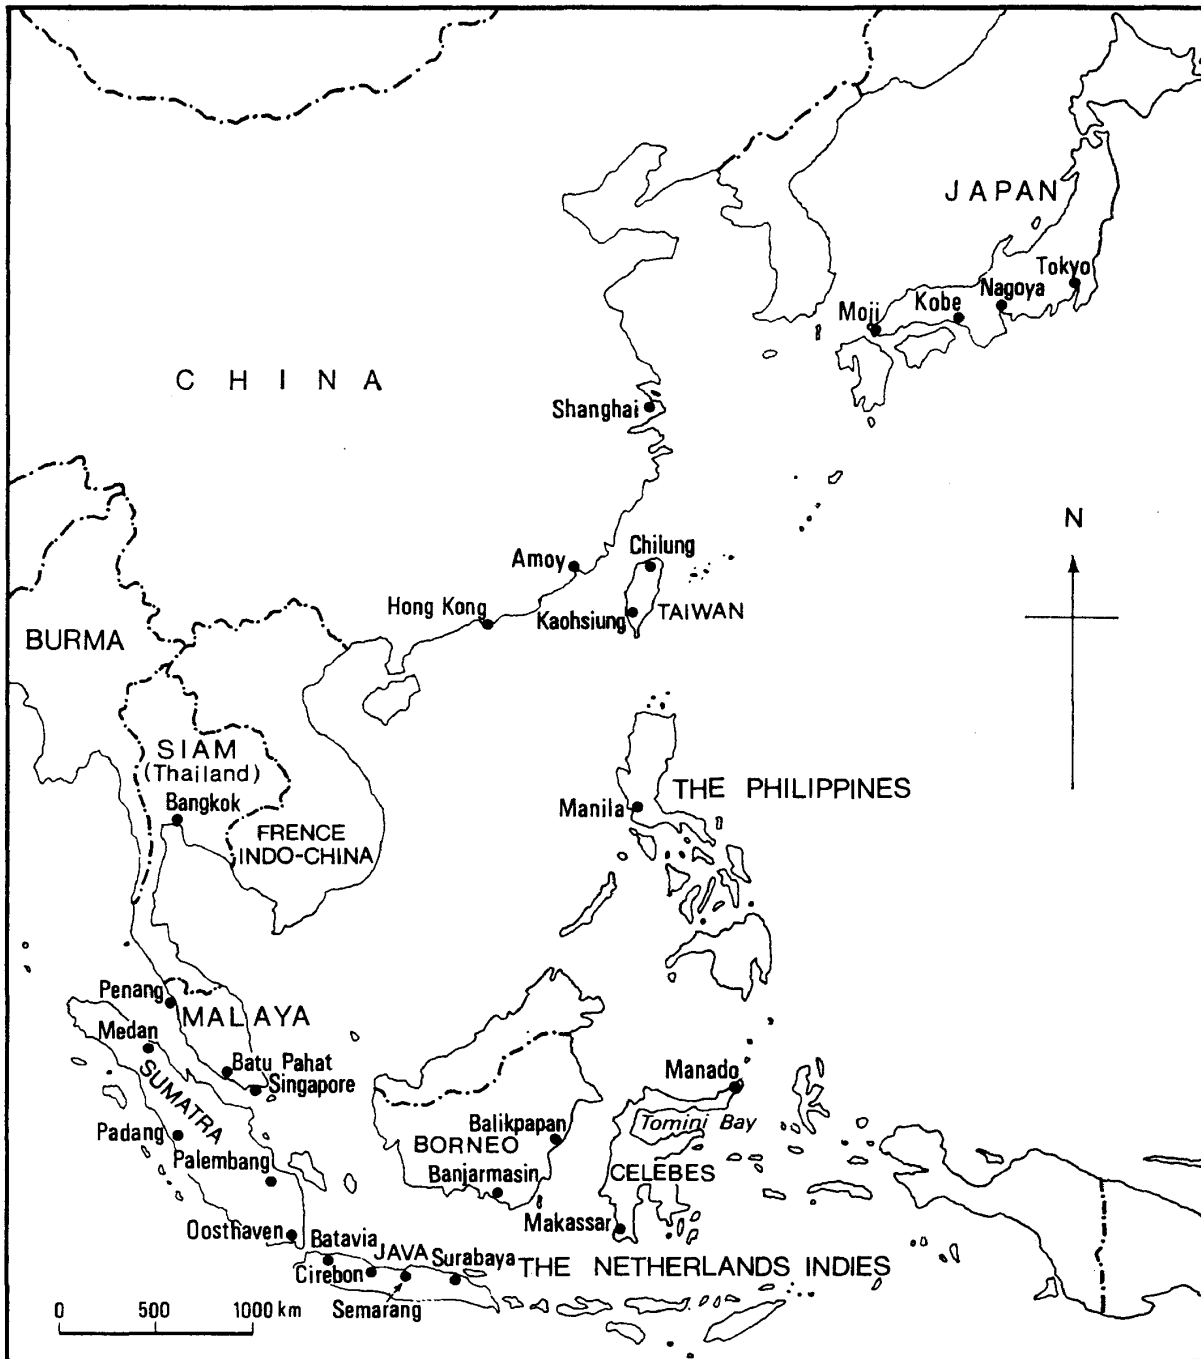 JAPAN
Tokyo
Nagoya
Kobe
Moji
CHINA
Shanghai
N
Amoy
Chilung
Hong Kong
Kaohsiung
TAIWAN
BURMA
SIAM
(Thailand)
Bangkok
THE PHILIPPINES
Manila
FRENCE
INDO-CHINA
Penang
MALAYA
Medan
Batu Pahat
Singapore
SUMATRA
Manado
Padang
Balikpapan
Tomini Bay
BORNEO
Palembang
Banjarmasin
CELEBES
Makassar
Oosthaven
Batavia
JAVA
Surabaya
THE NETHERLANDS INDIES
Cirebon
Semarang
0 500 1000 km